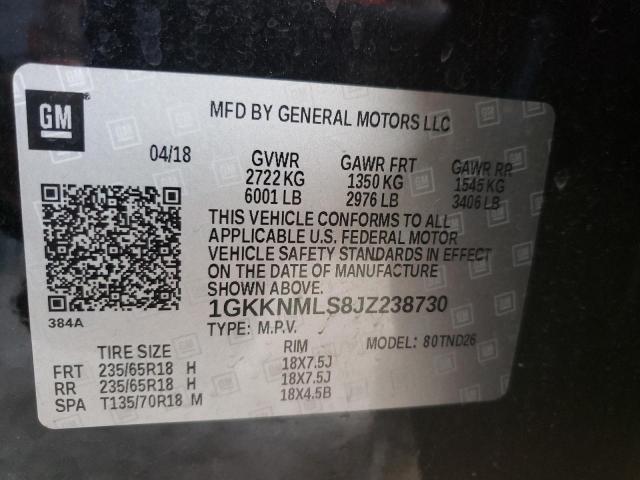 GM
MFD BY GENERAL MOTORS LLC
04/18 GVWR GAWR FRT GAWR RR
2722 KG 1350 KG 1545 KG
6001 LB 2976 LB 3406 LB
THIS VEHICLE CONFORMS TO ALL
APPLICABLE U.S. FEDERAL MOTOR
VEHICLE SAFETY STANDARDS IN EFFECT
ON THE DATE OF MANUFACTURE
SHOWN ABOVE.
384A
1GKKNMLS8JZ238730
TYPE: M.P.V. MODEL: 80TND26
TIRE SIZE RIM
FRT 235/65R18 H 18X7.5J
RR 235/65R18 H 18X7.5J
SPA T135/70R18 M 18X4.5B